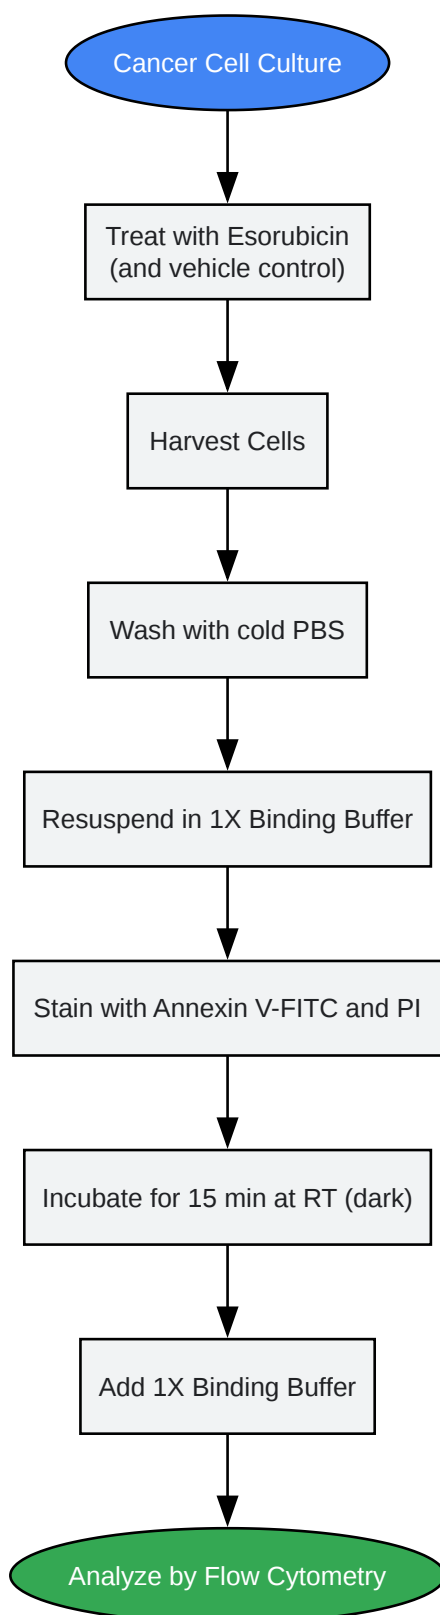 Cancer Cell Culture
Treat with Esorubicin
(and vehicle control)
Harvest Cells
Wash with cold PBS
Resuspend in 1X Binding Buffer
Stain with Annexin V-FITC and PI
Incubate for 15 min at RT (dark)
Add 1X Binding Buffer
Analyze by Flow Cytometry